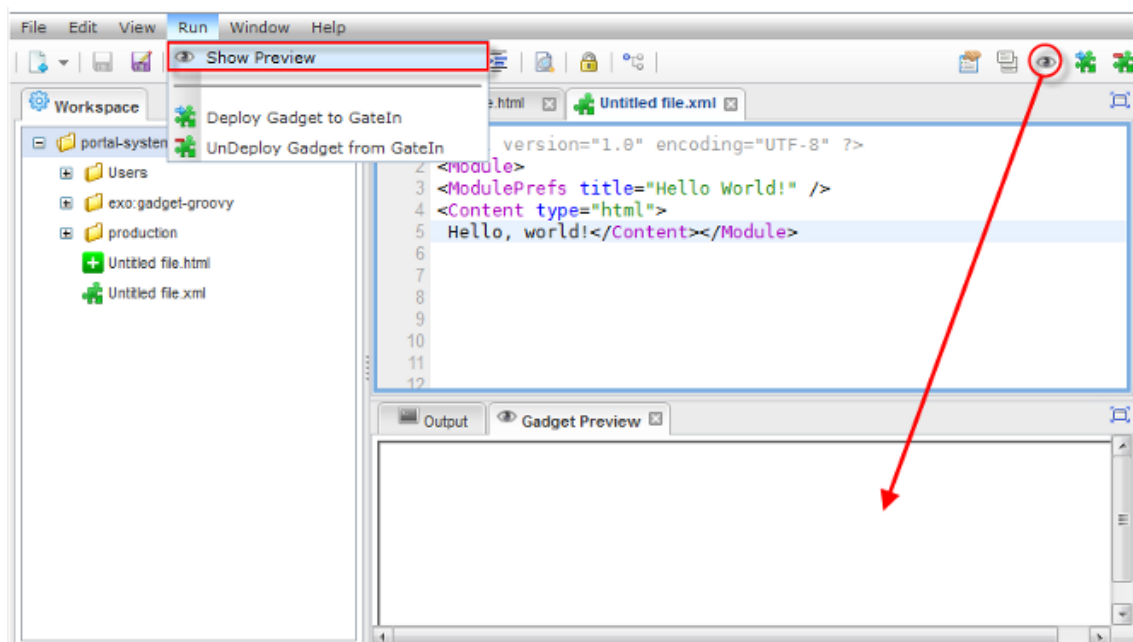 File Edit View Run Window Help
Show Preview
Deploy Gadget to GateIn
UnDeploy Gadget from GateIn
Workspace
portal-system
Users
exo:gadget-groovy
production
Untitled file.html
Untitled file.xml
e.html Untitled file.xml
version="1.0" encoding="UTF-8" ?>
2 <Module>
3 <ModulePrefs title="Hello World!" />
4 <Content type="html">
5 Hello, world!</Content></Module>
6
7
8
9
10
11
12
Output Gadget Preview